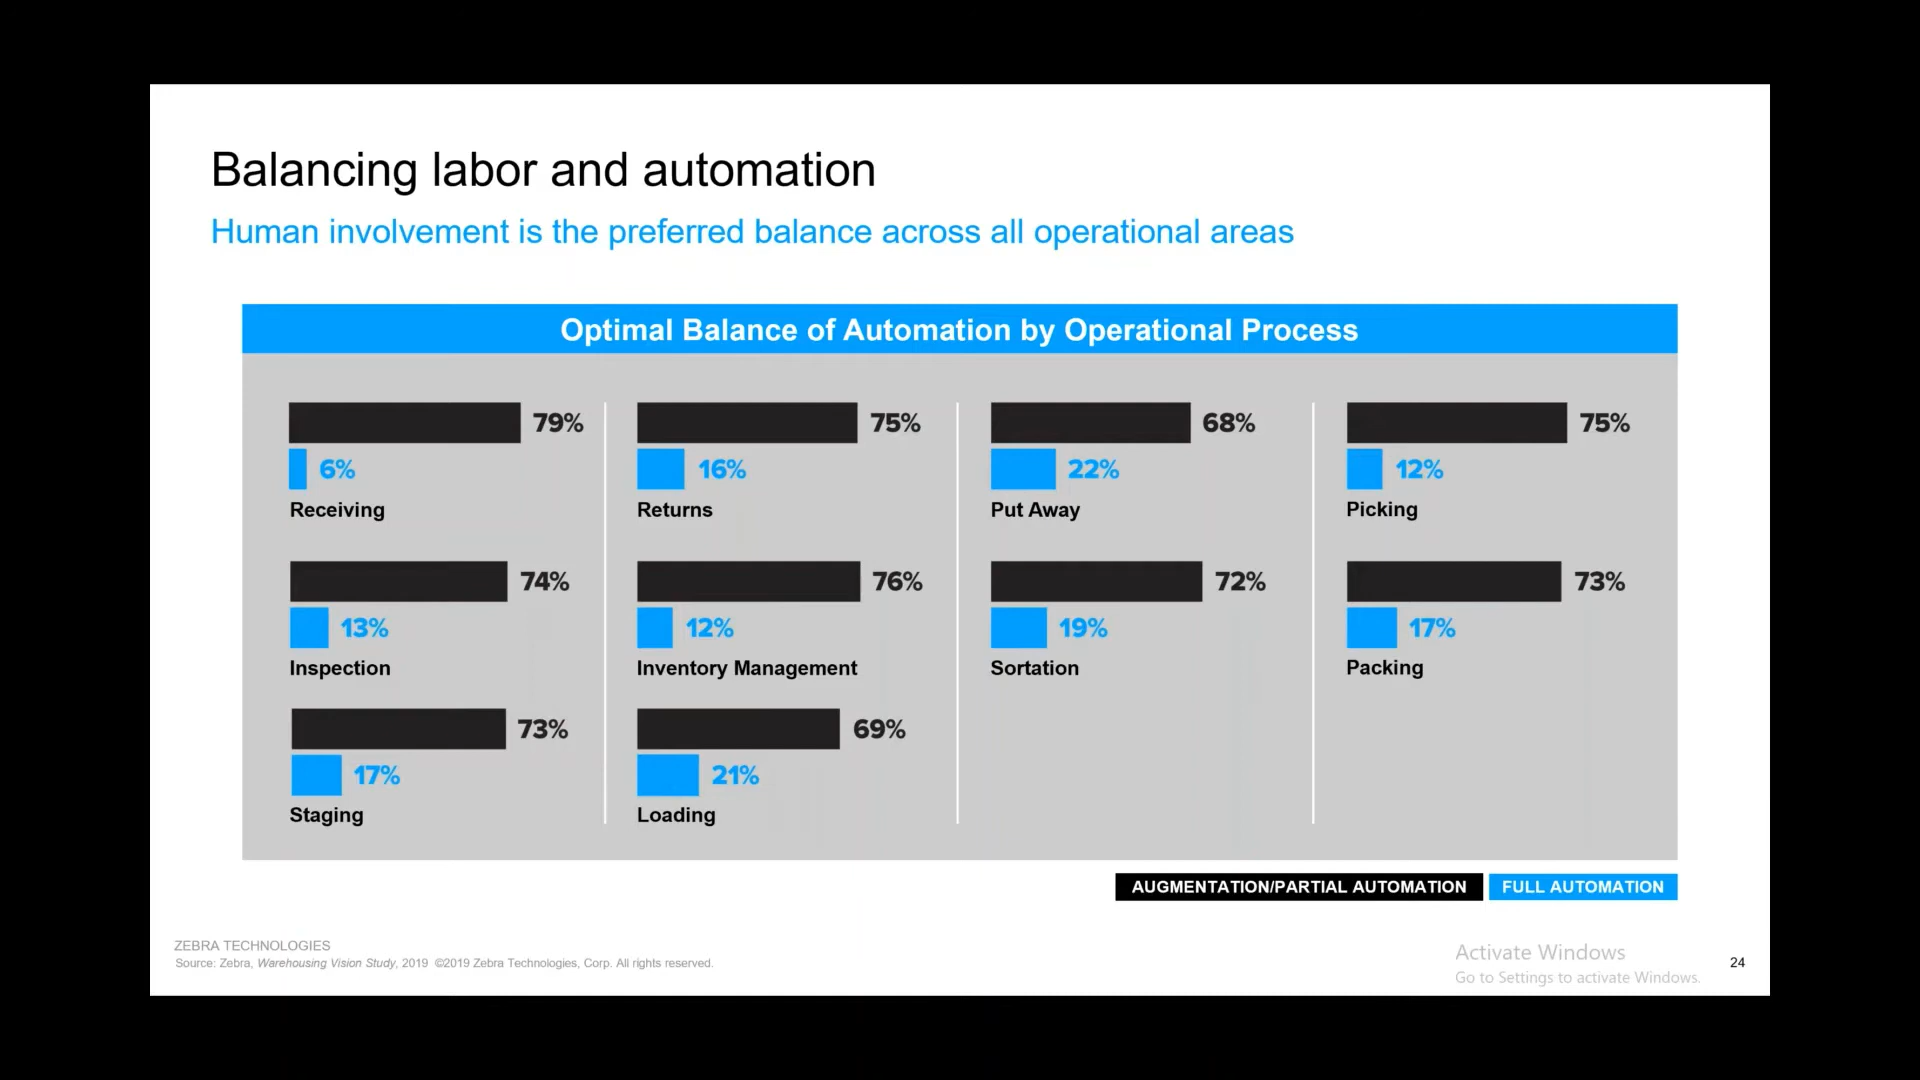 Balancing labor and automation
Human involvement is the preferred balance across all operational areas
Optimal Balance of Automation by Operational Process
79%
6%
Receiving
75%
16%
Returns
68%
22%
Put Away
75%
12%
Picking
74%
13%
Inspection
76%
12%
Inventory Management
72%
19%
Sortation
73%
17%
Packing
73%
17%
Staging
69%
21%
Loading
AUGMENTATION/PARTIAL AUTOMATION
FULL AUTOMATION
ZEBRA TECHNOLOGIES
Source: Zebra, Warehousing Vision Study, 2019 ©2019 Zebra Technologies, Corp. All rights reserved.
Activate Windows
Go to Settings to activate Windows.
24